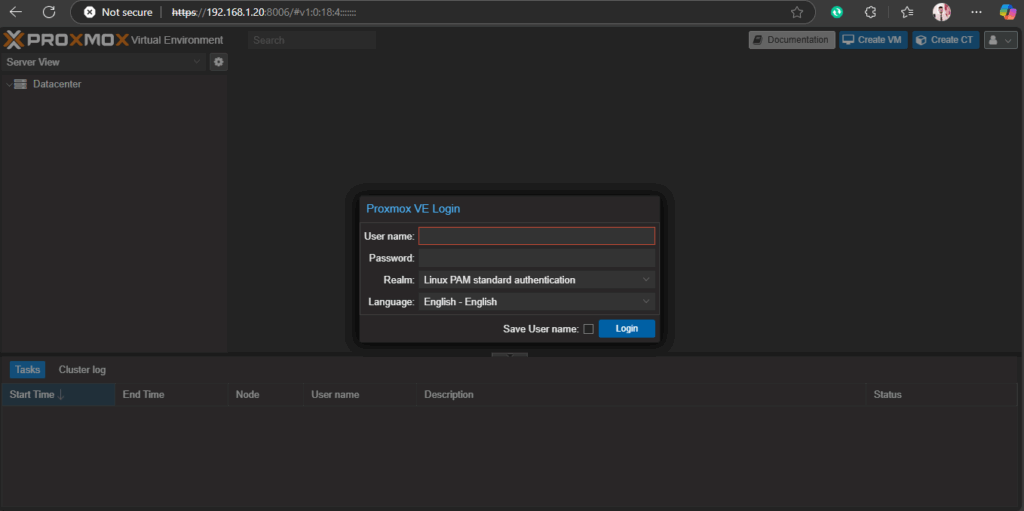 Not secure https://192.168.1.20:8006/#v1:0:18:4:::::::
PROXMOX Virtual Environment Search Documentation Create VM Create CT
Server View
Datacenter
Proxmox VE Login
User name:
Password:
Realm: Linux PAM standard authentication
Language: English - English
Save User name: Login
Tasks Cluster log
Start Time End Time Node User name Description Status